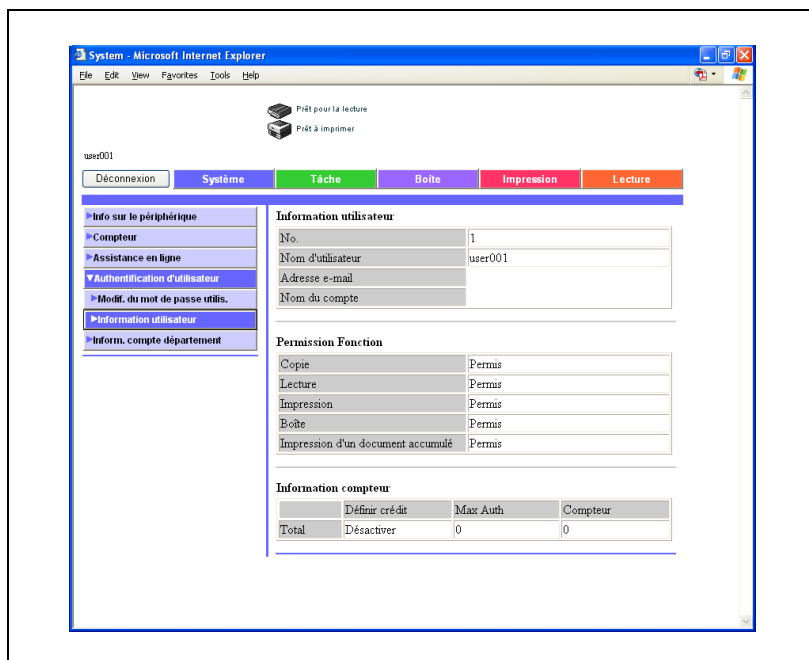 System - Microsoft Internet Explorer
File Edit View Favorites Tools Help
Prêt pour la lecture
Prêt à imprimer
user001
Déconnexion Système Tâche Boîte Impression Lecture
Info sur le périphérique
Compteur
Assistance en ligne
Authentification d'utilisateur
Modif. du mot de passe utilis.
Information utilisateur
Inform. compte département
Information utilisateur
No. 1
Nom d'utilisateur user001
Adresse e-mail
Nom du compte
Permission Fonction
Copie Permis
Lecture Permis
Impression Permis
Boîte Permis
Impression d'un document accumulé Permis
Information compteur
Définir crédit Max Auth Compteur
Total Désactiver 0 0